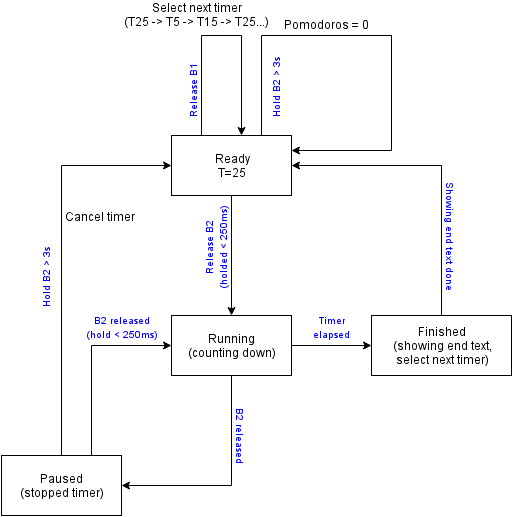 Select next timer
(T25 -> T5 -> T15 -> T25...)
Pomodoros = 0
Release B1
Hold B2 > 3s
Ready
T=25
Cancel timer
Hold B2 > 3s
Release B2
(holded < 250ms)
Showing end text done
B2 released
(hold < 250ms)
Running
(counting down)
Timer
elapsed
Finished
(showing end text,
select next timer)
B2 released
Paused
(stopped timer)